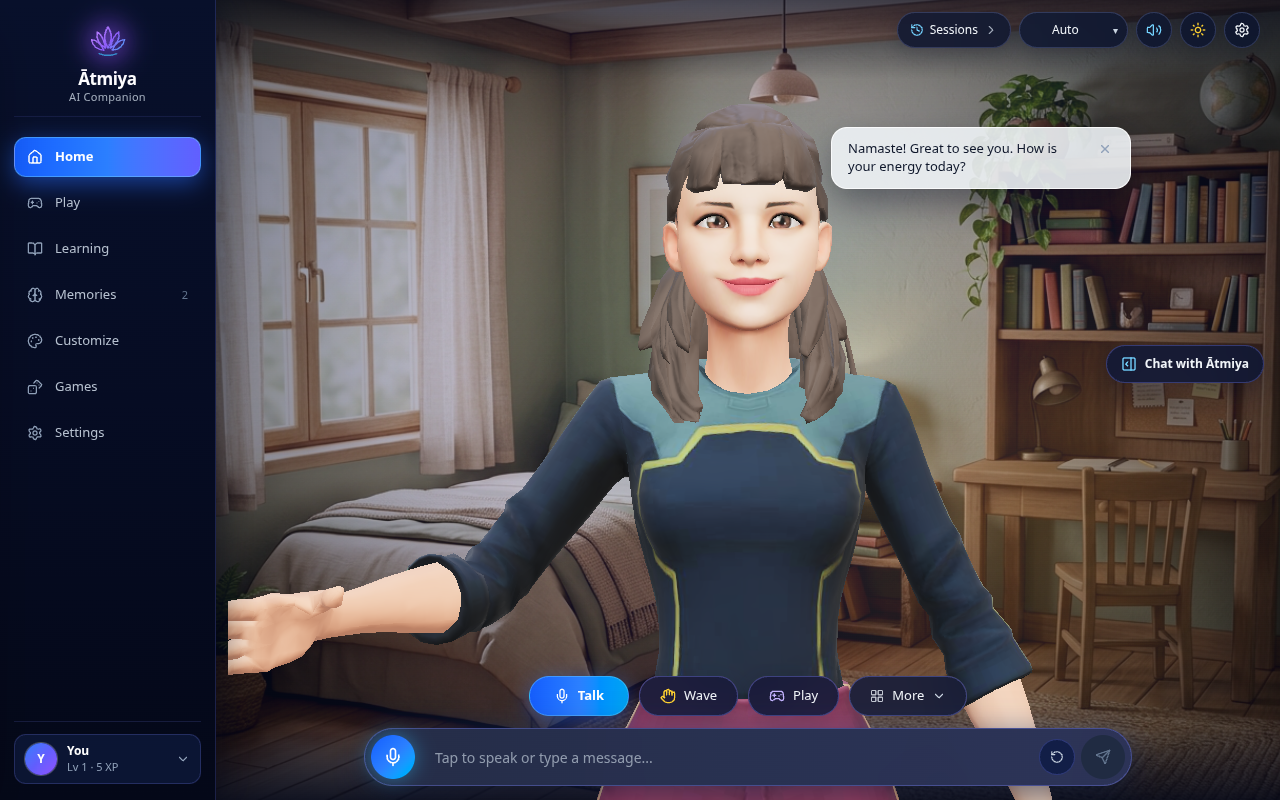 Ātmiya
AI Companion
Home
Play
Learning
Memories 2
Customize
Games
Settings
Y
You
Lv 1 · 5 XP
Sessions
Auto
Namaste! Great to see you. How is
your energy today?
Chat with Ātmiya
Talk
Wave
Play
More
Tap to speak or type a message...